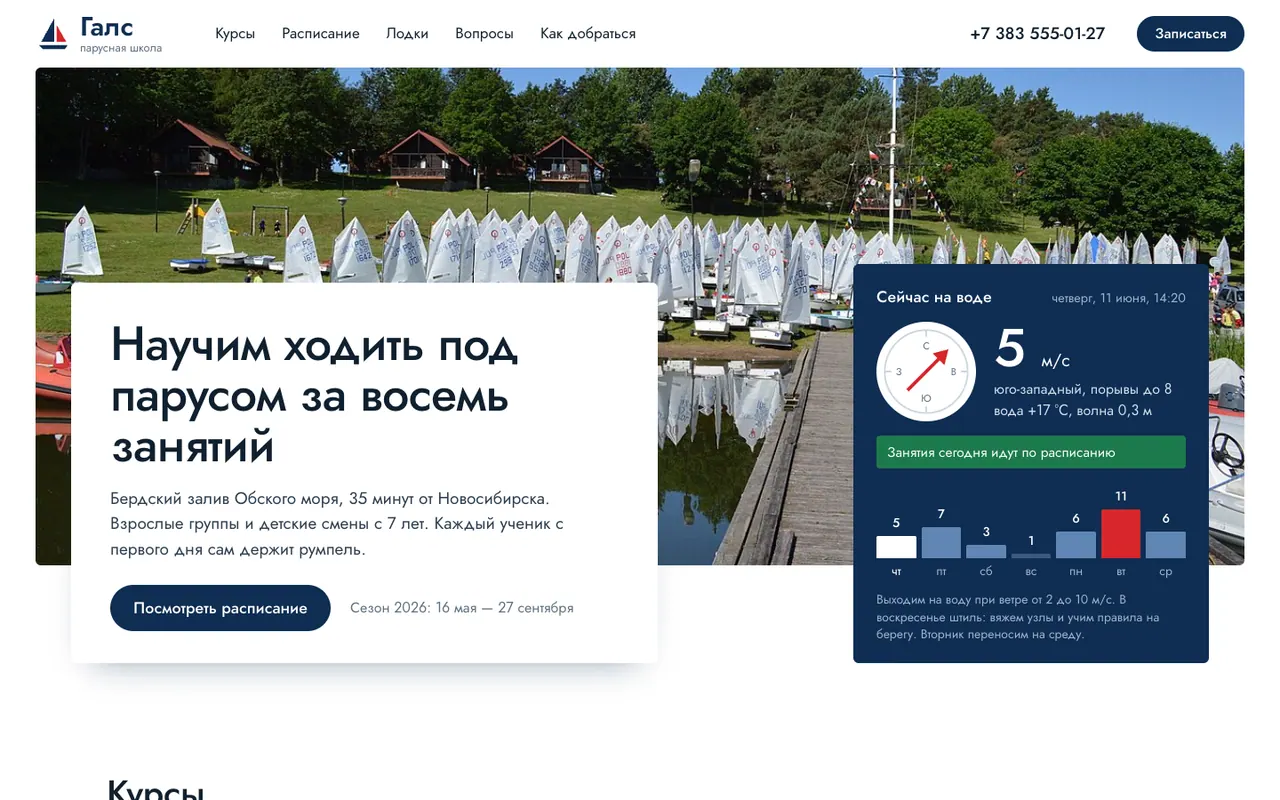 Галс
парусная школа
Курсы
Расписание
Лодки
Вопросы
Как добраться
+7 383 555-01-27
Записаться
Научим ходить под
парусом за восемь
занятий
Бердский залив Обского моря, 35 минут от Новосибирска.
Взрослые группы и детские смены с 7 лет. Каждый ученик с
первого дня сам держит румпель.
Посмотреть расписание
Сезон 2026: 16 мая — 27 сентября
Сейчас на воде
четверг, 11 июня, 14:20
С
З
В
Ю
5 м/с
юго-западный, порывы до 8
вода +17 °C, волна 0,3 м
Занятия сегодня идут по расписанию
5
7
3
1
6
11
6
чт
пт
сб
вс
пн
вт
ср
Выходим на воду при ветре от 2 до 10 м/с. В
воскресенье штиль: вяжем узлы и учим правила на
берегу. Вторник переносим на среду.
Курсы